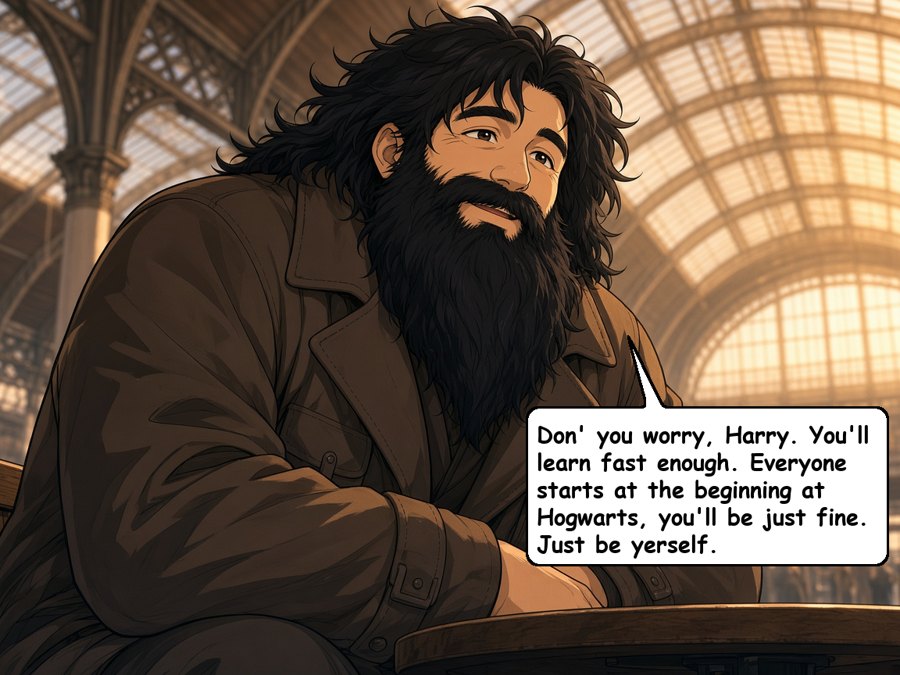 Don' you worry, Harry. You'll
learn fast enough. Everyone
starts at the beginning at
Hogwarts, you'll be just fine.
Just be yerself.